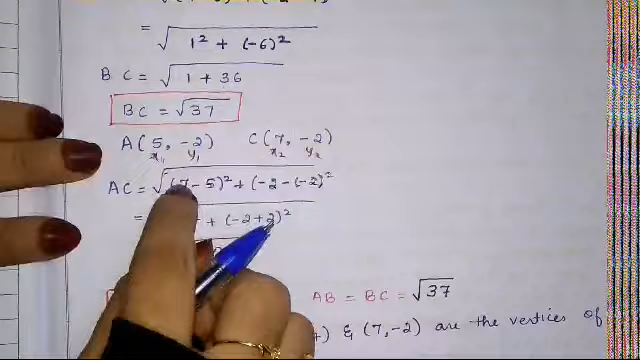 = √1² + (-6)²
BC = √1 + 36
BC = √37
A(5, -2) C(7, -2)
x₁ y₁ x₂ y₂
AC = √(7-5)² + (-2-(-2)²
= + (-2+2)²
AB = BC = √37
& (7, -2) are the vertices of